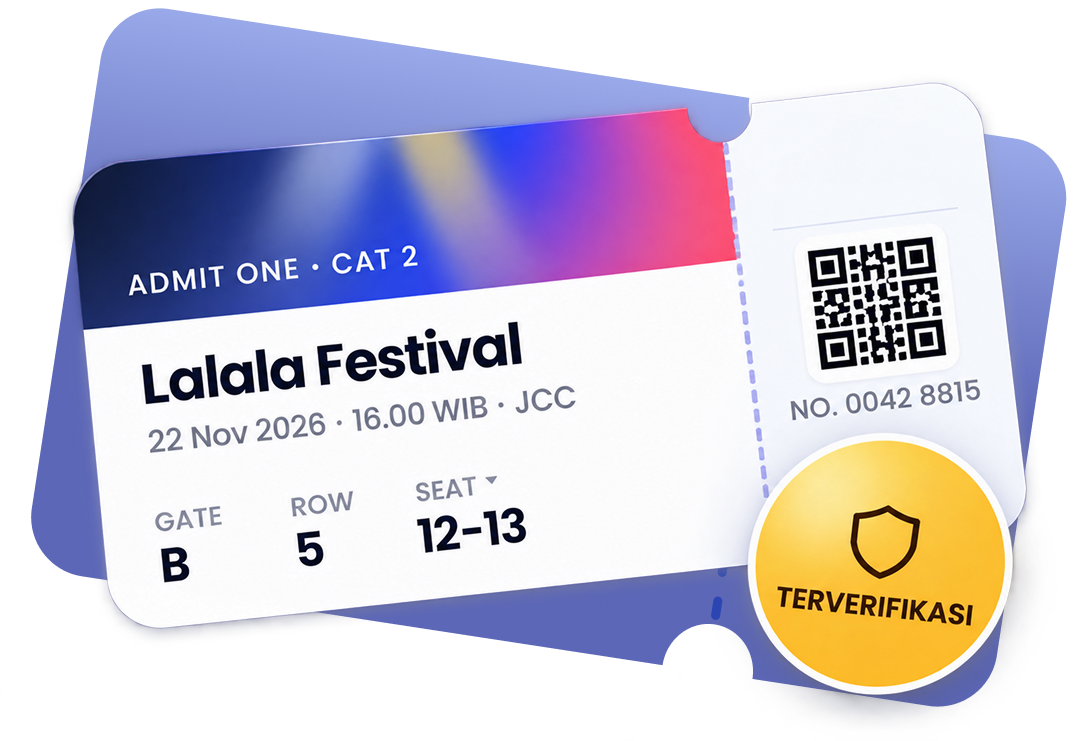 ADMIT ONE • CAT 2
Lalala Festival
22 Nov 2026 · 16.00 WIB · JCC
GATE
B
ROW
5
SEAT
12-13
NO. 0042 8815
TERVERIFIKASI